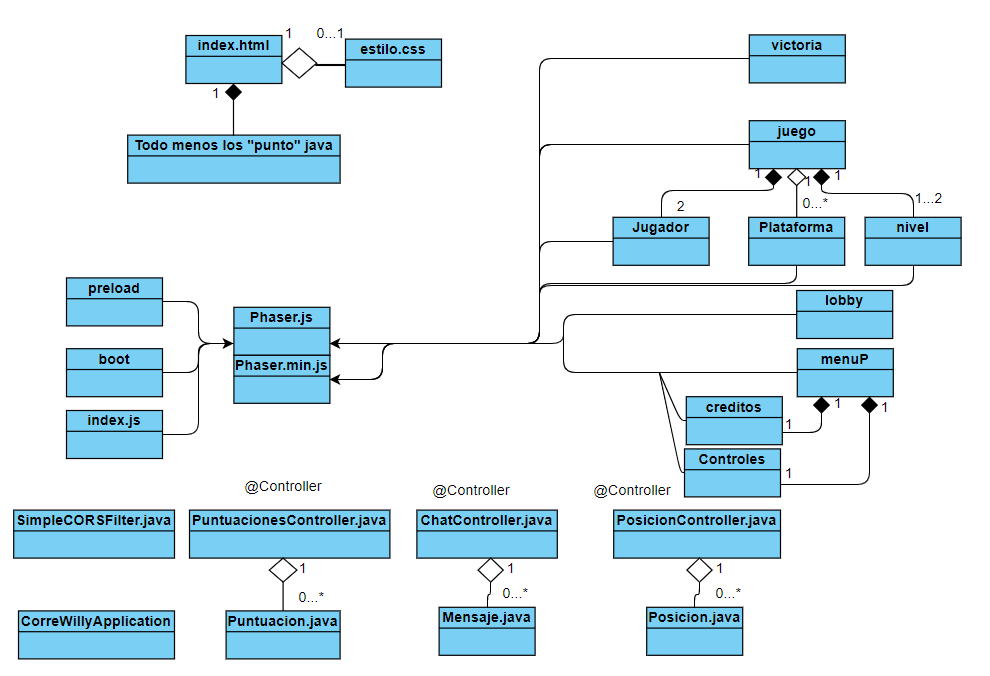 index.html
1
0...1
estilo.css
1
Todo menos los "punto" java
victoria
juego
1
1
1
2
0...*
1...2
Jugador
Plataforma
nivel
preload
boot
index.js
Phaser.js
Phaser.min.js
lobby
menuP
1
1
creditos
1
Controles
1
@Controller
@Controller
@Controller
SimpleCORSFilter.java
PuntuacionesController.java
ChatController.java
PosicionController.java
1
1
1
0...*
0...*
0...*
CorreWillyApplication
Puntuacion.java
Mensaje.java
Posicion.java